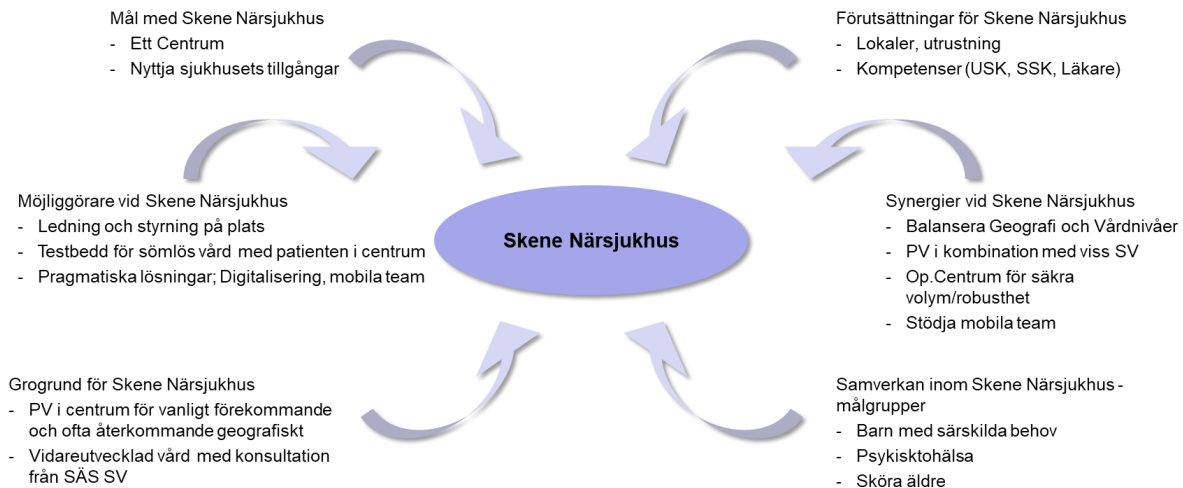 Mål med Skene Närsjukhus
- Ett Centrum
- Nyttja sjukhusets tillgångar
Förutsättningar för Skene Närsjukhus
- Lokaler, utrustning
- Kompetenser (USK, SSK, Läkare)
Möjliggörare vid Skene Närsjukhus
- Ledning och styrning på plats
- Testbedd för sömlös vård med patienten i centrum
- Pragmatiska lösningar; Digitalisering, mobila team
Skene Närsjukhus
Synergier vid Skene Närsjukhus
- Balansera Geografi och Vårdnivåer
- PV i kombination med viss SV
- Op.Centrum för säkra
volym/robusthet
- Stödja mobila team
Grogrund för Skene Närsjukhus
- PV i centrum för vanligt förekommande
och ofta återkommande geografiskt
- Vidareutvecklad vård med konsultation
från SÄS SV
Samverkan inom Skene Närsjukhus -
målgrupper
- Barn med särskilda behov
- Psykisktohälsa
- Sköra äldre